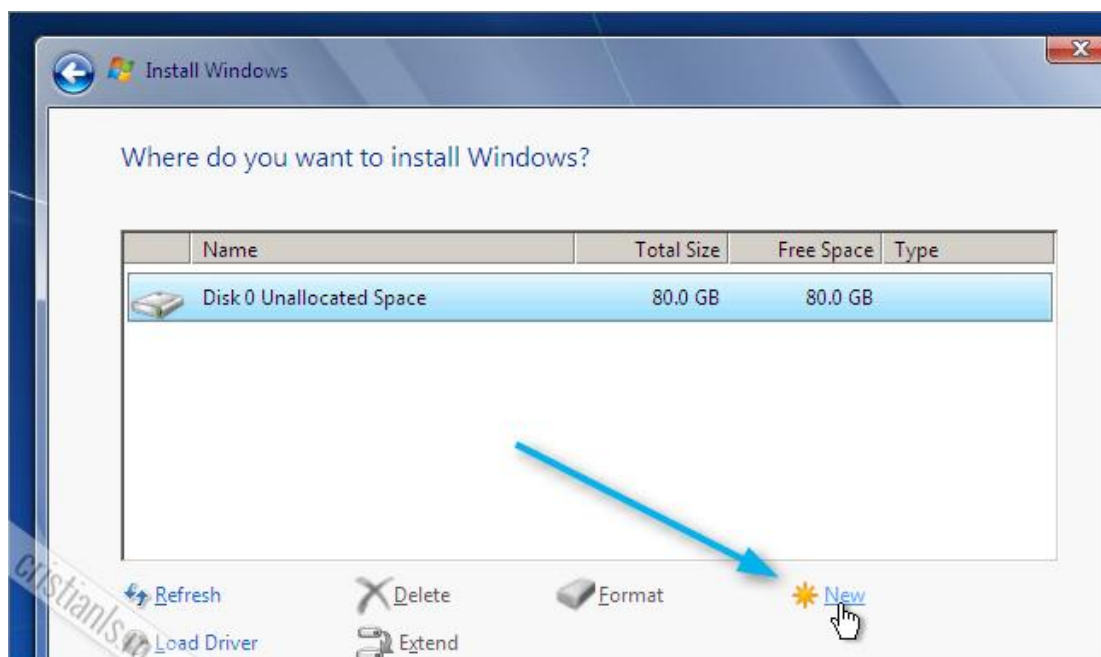 Install Windows
Where do you want to install Windows?
Name Total Size Free Space Type
Disk 0 Unallocated Space 80.0 GB 80.0 GB
Refresh Delete Format New
Load Driver Extend